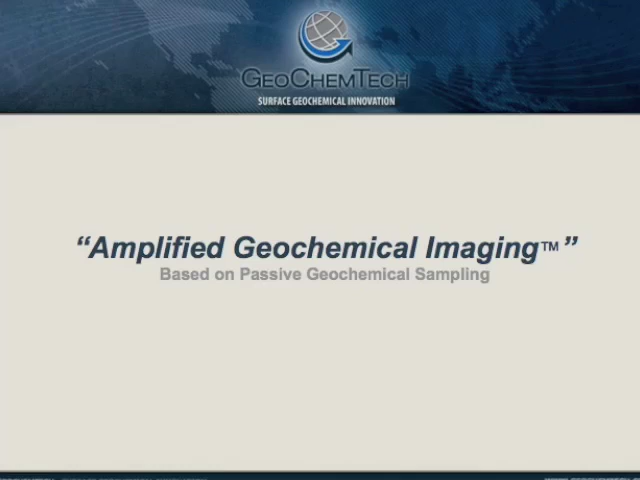 GEOCHEMTECH
SURFACE GEOCHEMICAL INNOVATION
“Amplified Geochemical Imaging™”
Based on Passive Geochemical Sampling